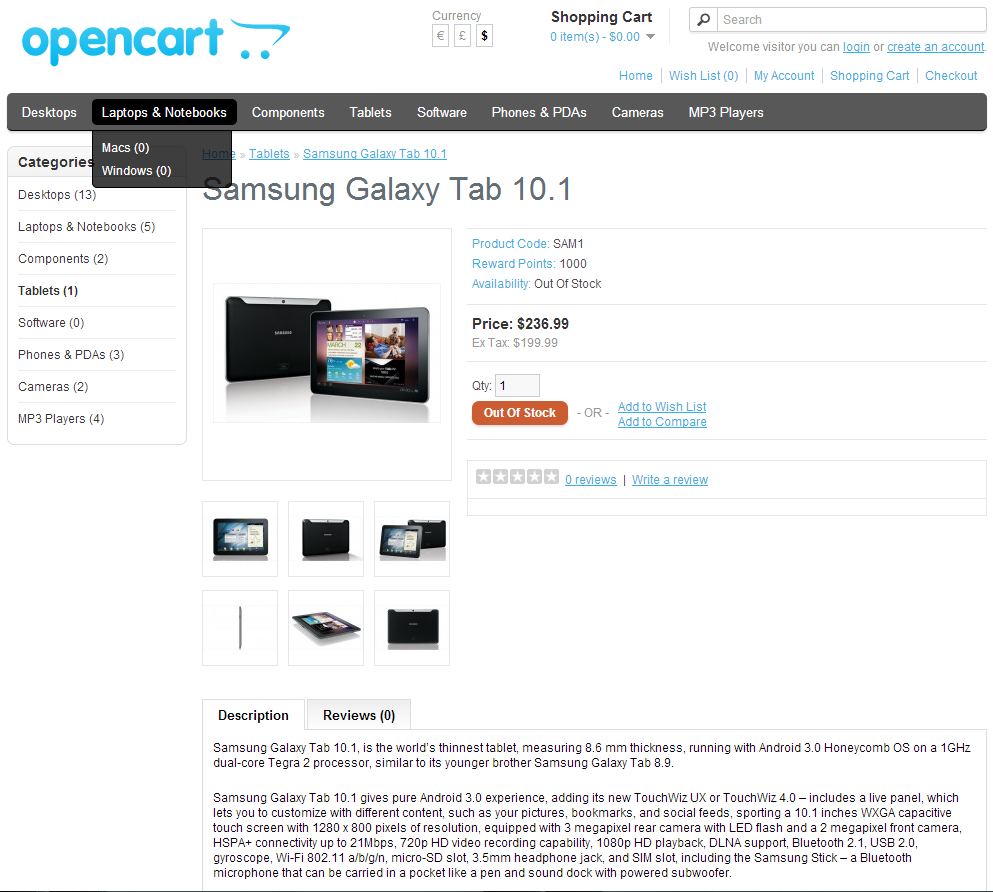 opencart
Currency
€ £ $
Shopping Cart
0 item(s) - $0.00
Search
Welcome visitor you can login or create an account.
Home Wish List (0) My Account Shopping Cart Checkout
Desktops Laptops & Notebooks Components Tablets Software Phones & PDAs Cameras MP3 Players
Macs (0)
Windows (0)
Categories
Desktops (13)
Laptops & Notebooks (5)
Components (2)
Tablets (1)
Software (0)
Phones & PDAs (3)
Cameras (2)
MP3 Players (4)
Home » Tablets » Samsung Galaxy Tab 10.1
Samsung Galaxy Tab 10.1
SAMSUNG
MARCH 22
Product Code: SAM1
Reward Points: 1000
Availability: Out Of Stock
Price: $236.99
Ex Tax: $199.99
Qty: 1
Out Of Stock - OR - Add to Wish List
Add to Compare
0 reviews | Write a review
Description Reviews (0)
Samsung Galaxy Tab 10.1, is the world’s thinnest tablet, measuring 8.6 mm thickness, running with Android 3.0 Honeycomb OS on a 1GHz
dual-core Tegra 2 processor, similar to its younger brother Samsung Galaxy Tab 8.9.
Samsung Galaxy Tab 10.1 gives pure Android 3.0 experience, adding its new TouchWiz UX or TouchWiz 4.0 – includes a live panel, which
lets you to customize with different content, such as your pictures, bookmarks, and social feeds, sporting a 10.1 inches WXGA capacitive
touch screen with 1280 x 800 pixels of resolution, equipped with 3 megapixel rear camera with LED flash and a 2 megapixel front camera,
HSPA+ connectivity up to 21Mbps, 720p HD video recording capability, 1080p HD playback, DLNA support, Bluetooth 2.1, USB 2.0,
gyroscope, Wi-Fi 802.11 a/b/g/n, micro-SD slot, 3.5mm headphone jack, and SIM slot, including the Samsung Stick – a Bluetooth
microphone that can be carried in a pocket like a pen and sound dock with powered subwoofer.